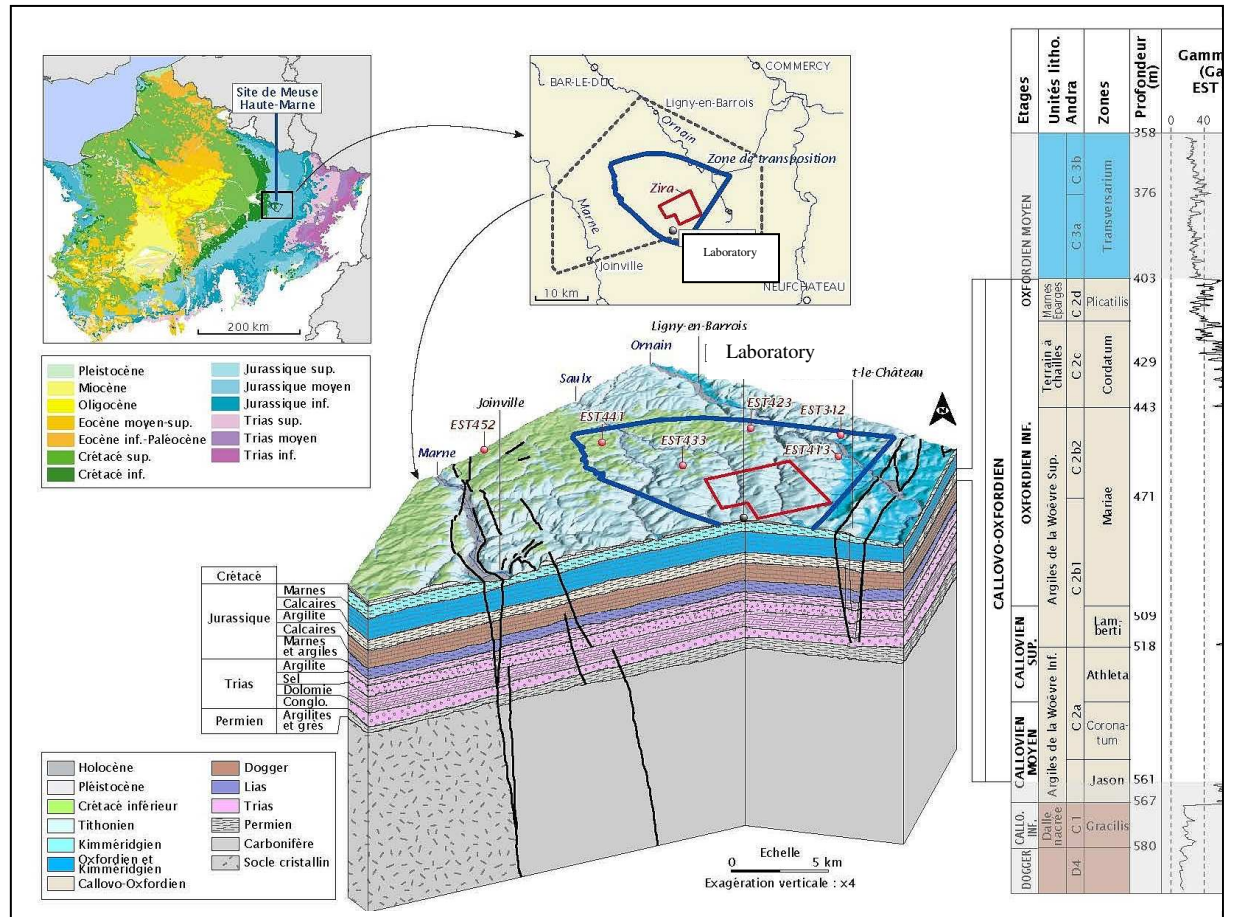 Site de Meuse
Haute-Marne
200 km
Pleistocène
Miocène
Oligocène
Eocène moyen-sup.
Eocène inf.-Palèocène
Crétacé sup.
Crétacé inf.
Jurassique sup.
Jurassique moyen
Jurassique inf.
Trias sup.
Trias moyen
Trias inf.
BAR-LE-DUC
COMMERCY
Ligny-en-Barrois
Ornain
Zone de transposition
Zira
Marne
Laboratory
Joinville
NEUFCHATEAU
10 km
Ligny-en-Barrois
Laboratory
Ornain
t-le-Château
Saulx
Joinville
EST452
EST441
EST423
EST312
EST433
EST413
Marne
N
Crètacé
Jurassique
Marnes
Calcaires
Argilite
Calcaires
Marnes
et argiles
Trias
Argilite
Sel
Dolomie
Conglo.
Permien
Argilites
et grès
Holocène
Plèistocène
Crètacé inférieur
Tithonien
Kimmèridgien
Oxfordien et
Kimmèridgien
Callovo-Oxfordien
Dogger
Lias
Trias
Permien
Carbonifère
Socle cristallin
Echelle
0 5 km
Exagération verticale : x4
Etages
Unités litho.
Andra
Zones
Profondeur
(m)
Gamm
(Ga
EST
0 40
358
OXFORDIEN MOYEN
C 3b
376
C 3a
Transversarium
403
Marnes
Eparges
C 2d
Plicatilis
Terrain à
chailles
C 2c
Cordatum
429
443
CALLOVO-OXFORDIEN
OXFORDIEN INF.
Argiles de la Woëvre Sup.
C 2b2
471
Mariae
C 2b1
509
CALLOVIEN
SUP.
Lam-
berti
518
Argiles de la Woëvre Inf.
Athleta
CALLOVIEN
MOYEN
C 2a
Corona-
tum
Jason
561
567
CALLO.
INF.
Dalle
nacrée
C 1
Gracilis
580
DOGGER
D4